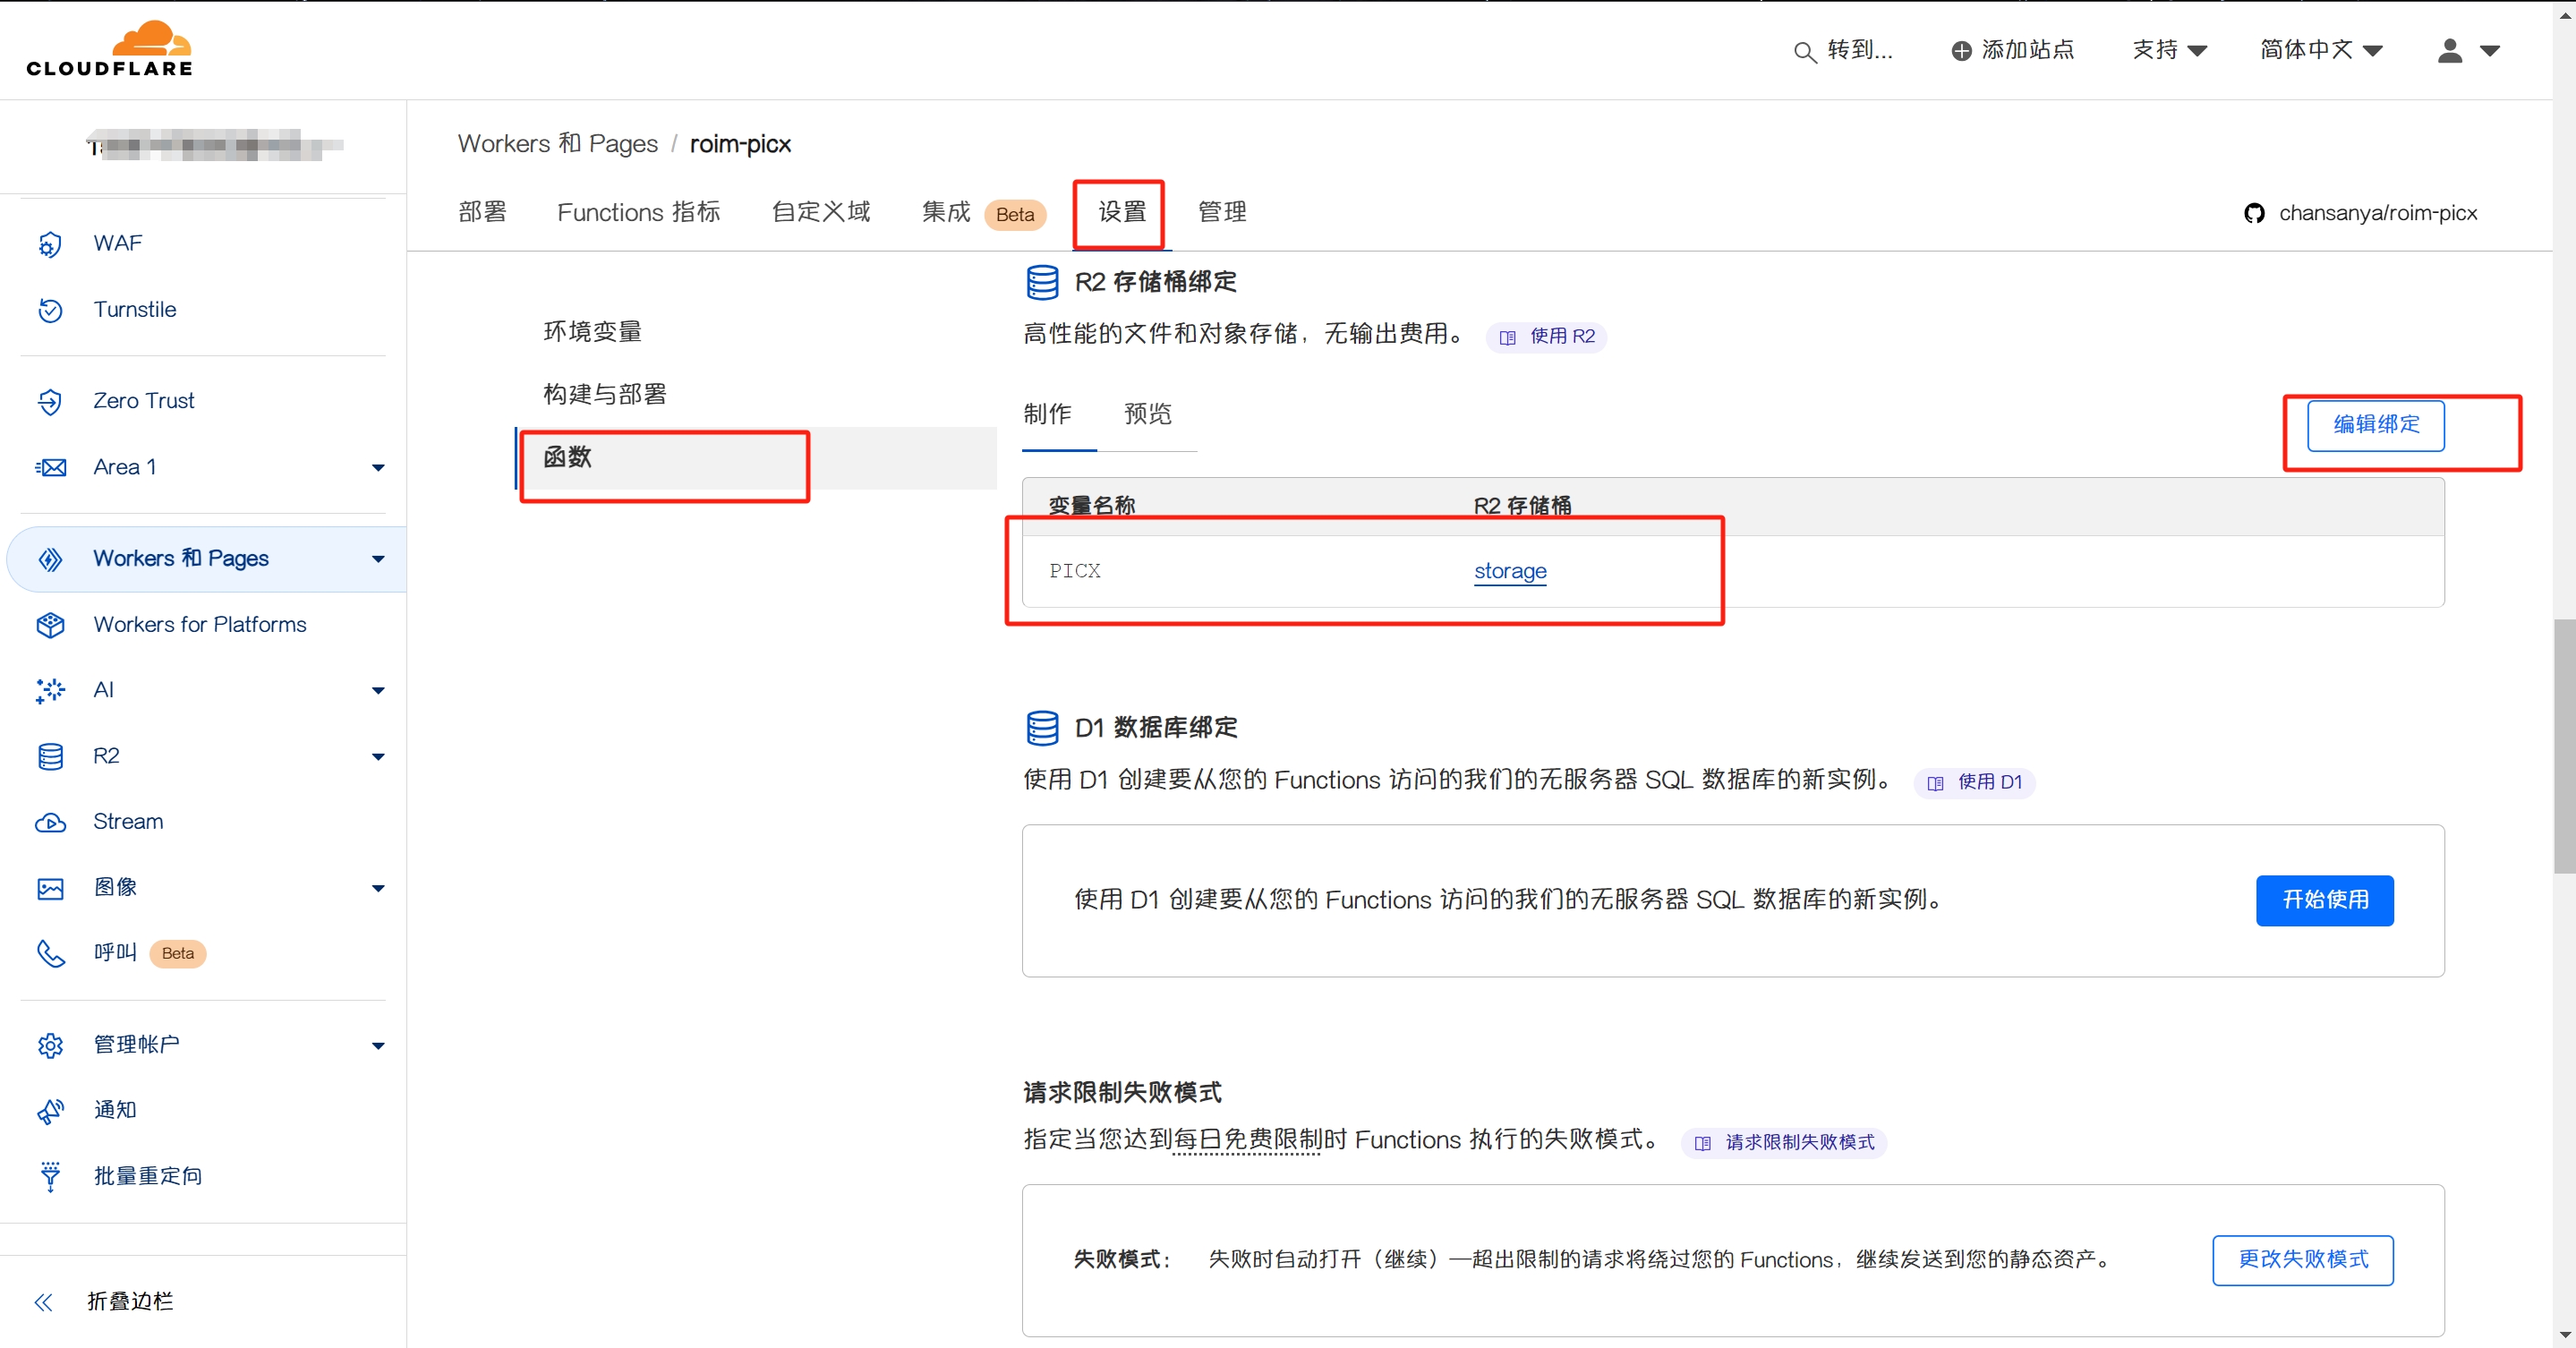 CLOUDFLARE
转到...
添加站点
支持
简体中文
Workers 和 Pages / roim-picx
部署
Functions 指标
自定义域
集成 Beta
设置
管理
chansanya/roim-picx
WAF
Turnstile
Zero Trust
Area 1
Workers 和 Pages
Workers for Platforms
AI
R2
Stream
图像
呼叫 Beta
管理帐户
通知
批量重定向
折叠边栏
环境变量
构建与部署
函数
R2 存储桶绑定
高性能的文件和对象存储，无输出费用。 使用 R2
制作
预览
编辑绑定
变量名称 R2 存储桶
PICX storage
D1 数据库绑定
使用 D1 创建要从您的 Functions 访问的我们的无服务器 SQL 数据库的新实例。 使用 D1
使用 D1 创建要从您的 Functions 访问的我们的无服务器 SQL 数据库的新实例。
开始使用
请求限制失败模式
指定当您达到每日免费限制时 Functions 执行的失败模式。 请求限制失败模式
失败模式： 失败时自动打开（继续）—超出限制的请求将绕过您的 Functions，继续发送到您的静态资产。
更改失败模式